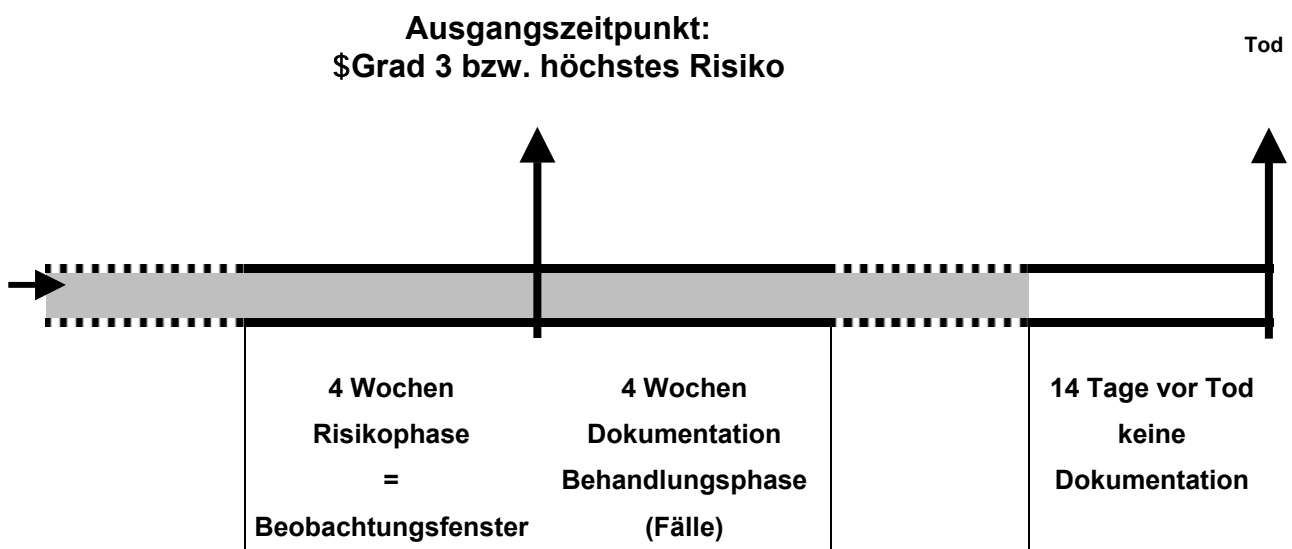 Ausgangszeitpunkt:
$Grad 3 bzw. höchstes Risiko
Tod
4 Wochen
Risikophase
=
Beobachtungsfenster
4 Wochen
Dokumentation
Behandlungsphase
(Fälle)
14 Tage vor Tod
keine
Dokumentation